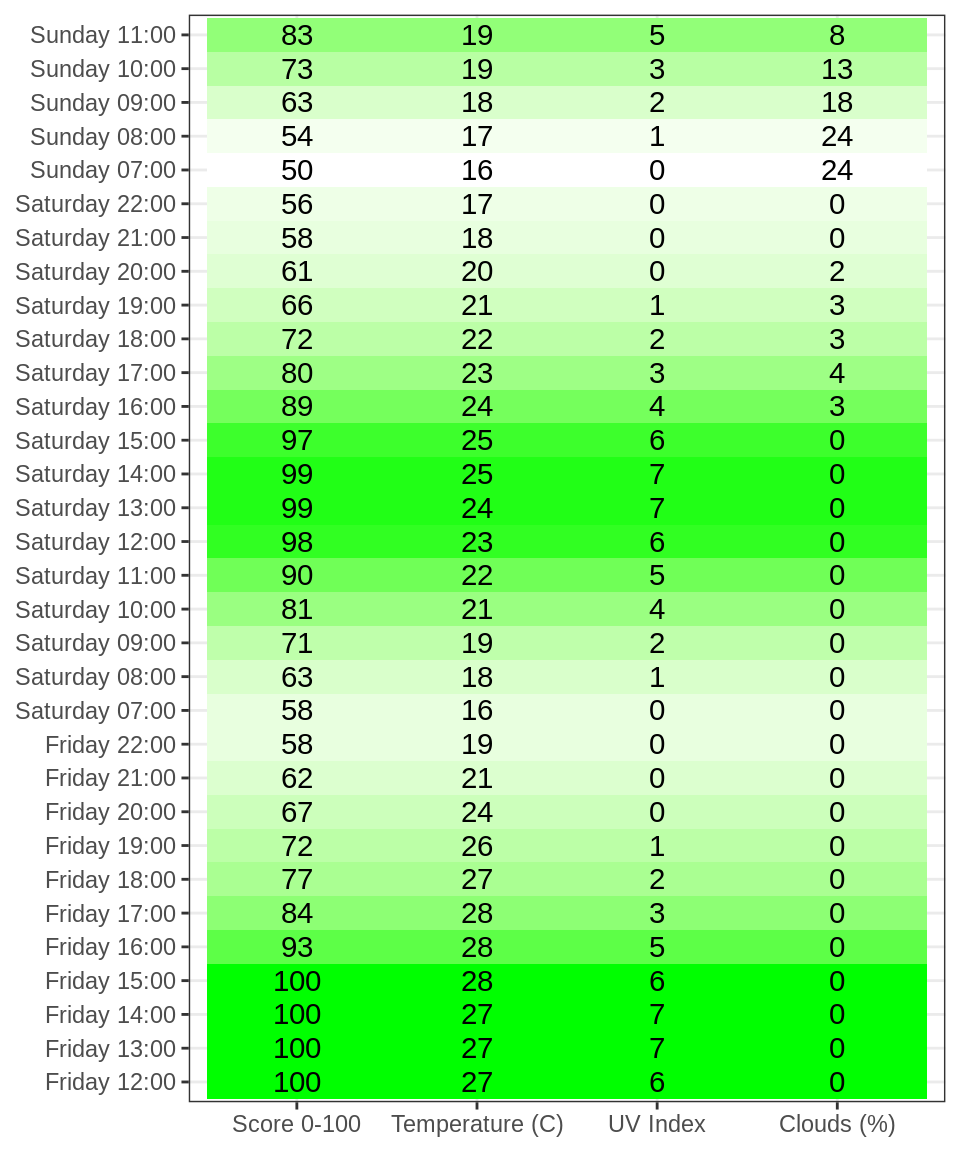 Sunday 11:00 83 19 5 8
Sunday 10:00 73 19 3 13
Sunday 09:00 63 18 2 18
Sunday 08:00 54 17 1 24
Sunday 07:00 50 16 0 24
Saturday 22:00 56 17 0 0
Saturday 21:00 58 18 0 0
Saturday 20:00 61 20 0 2
Saturday 19:00 66 21 1 3
Saturday 18:00 72 22 2 3
Saturday 17:00 80 23 3 4
Saturday 16:00 89 24 4 3
Saturday 15:00 97 25 6 0
Saturday 14:00 99 25 7 0
Saturday 13:00 99 24 7 0
Saturday 12:00 98 23 6 0
Saturday 11:00 90 22 5 0
Saturday 10:00 81 21 4 0
Saturday 09:00 71 19 2 0
Saturday 08:00 63 18 1 0
Saturday 07:00 58 16 0 0
Friday 22:00 58 19 0 0
Friday 21:00 62 21 0 0
Friday 20:00 67 24 0 0
Friday 19:00 72 26 1 0
Friday 18:00 77 27 2 0
Friday 17:00 84 28 3 0
Friday 16:00 93 28 5 0
Friday 15:00 100 28 6 0
Friday 14:00 100 27 7 0
Friday 13:00 100 27 7 0
Friday 12:00 100 27 6 0
Score 0-100 Temperature (C) UV Index Clouds (%)